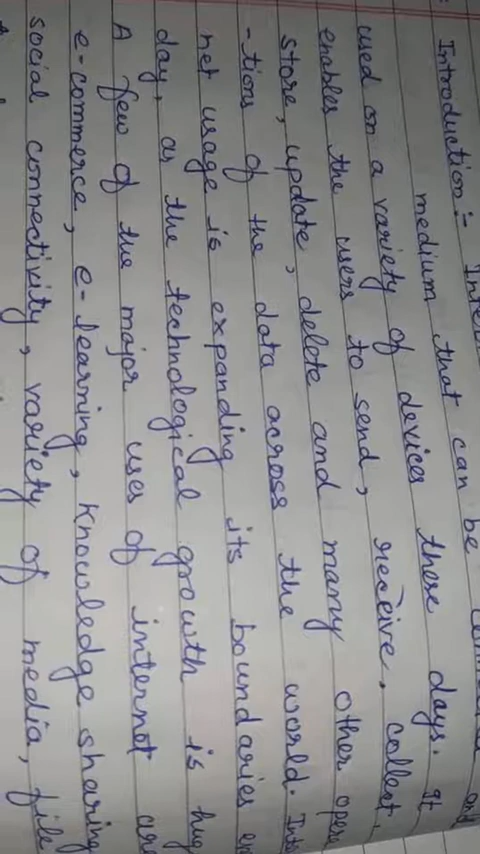 Introduction :- Inte
medium that can be and
used on a variety of devices these days. It
enables the users to send, receive, collect,
store, update, delete and many other opera
-tions of the data across the world. Inte
net usage is expanding its boundaries ev
day, as the technological growth is hug
A few of the major uses of internet are
e-commerce, e-learning, knowledge sharing
social connectivity, variety of media, file